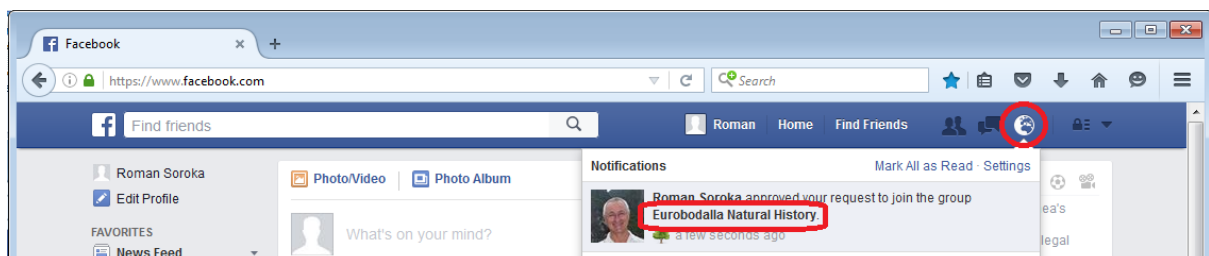 Facebook
https://www.facebook.com
Search
Find friends
Roman Home Find Friends
Roman Soroka
Edit Profile
FAVORITES
News Feed
Photo/Video Photo Album
What's on your mind?
Notifications Mark All as Read · Settings
Roman Soroka approved your request to join the group
Eurobodalla Natural History.
a few seconds ago
ea's
legal